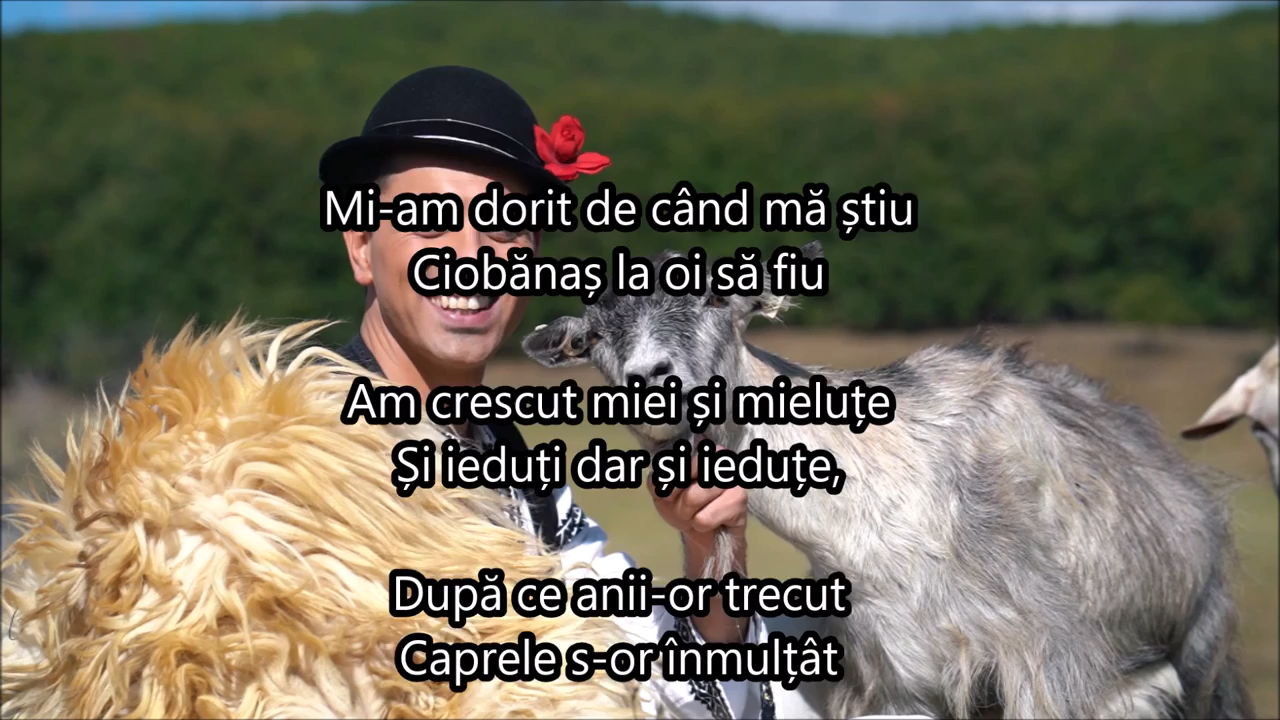 Mi-am dorit de când mă știu
Ciobănaș la oi să fiu
Am crescut miei și mieluțe
Și ieduți dar și ieduțe,
După ce anii-or trecut
Caprele s-or înmulțât